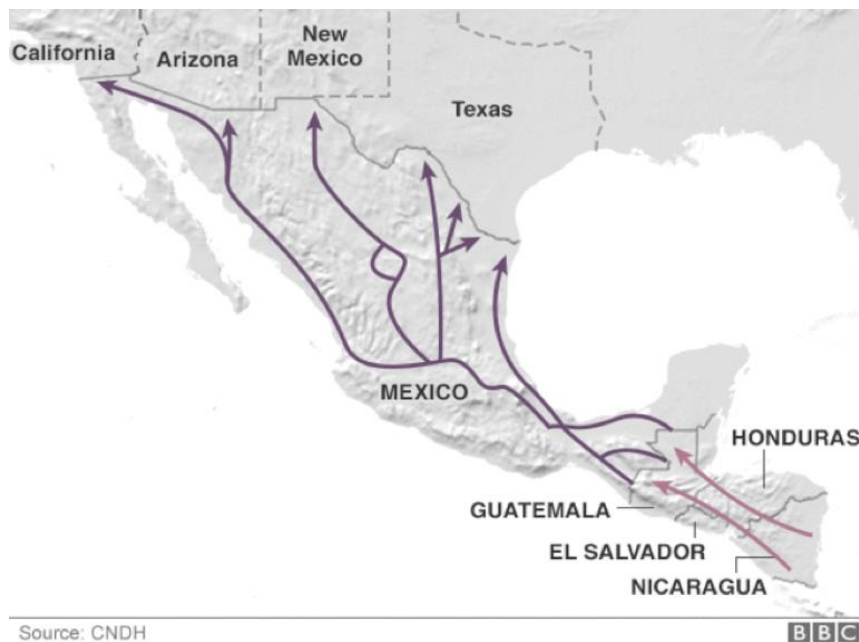 California
Arizona
New
Mexico
Texas
MEXICO
HONDURAS
GUATEMALA
EL SALVADOR
NICARAGUA
Source: CNDH
BBC